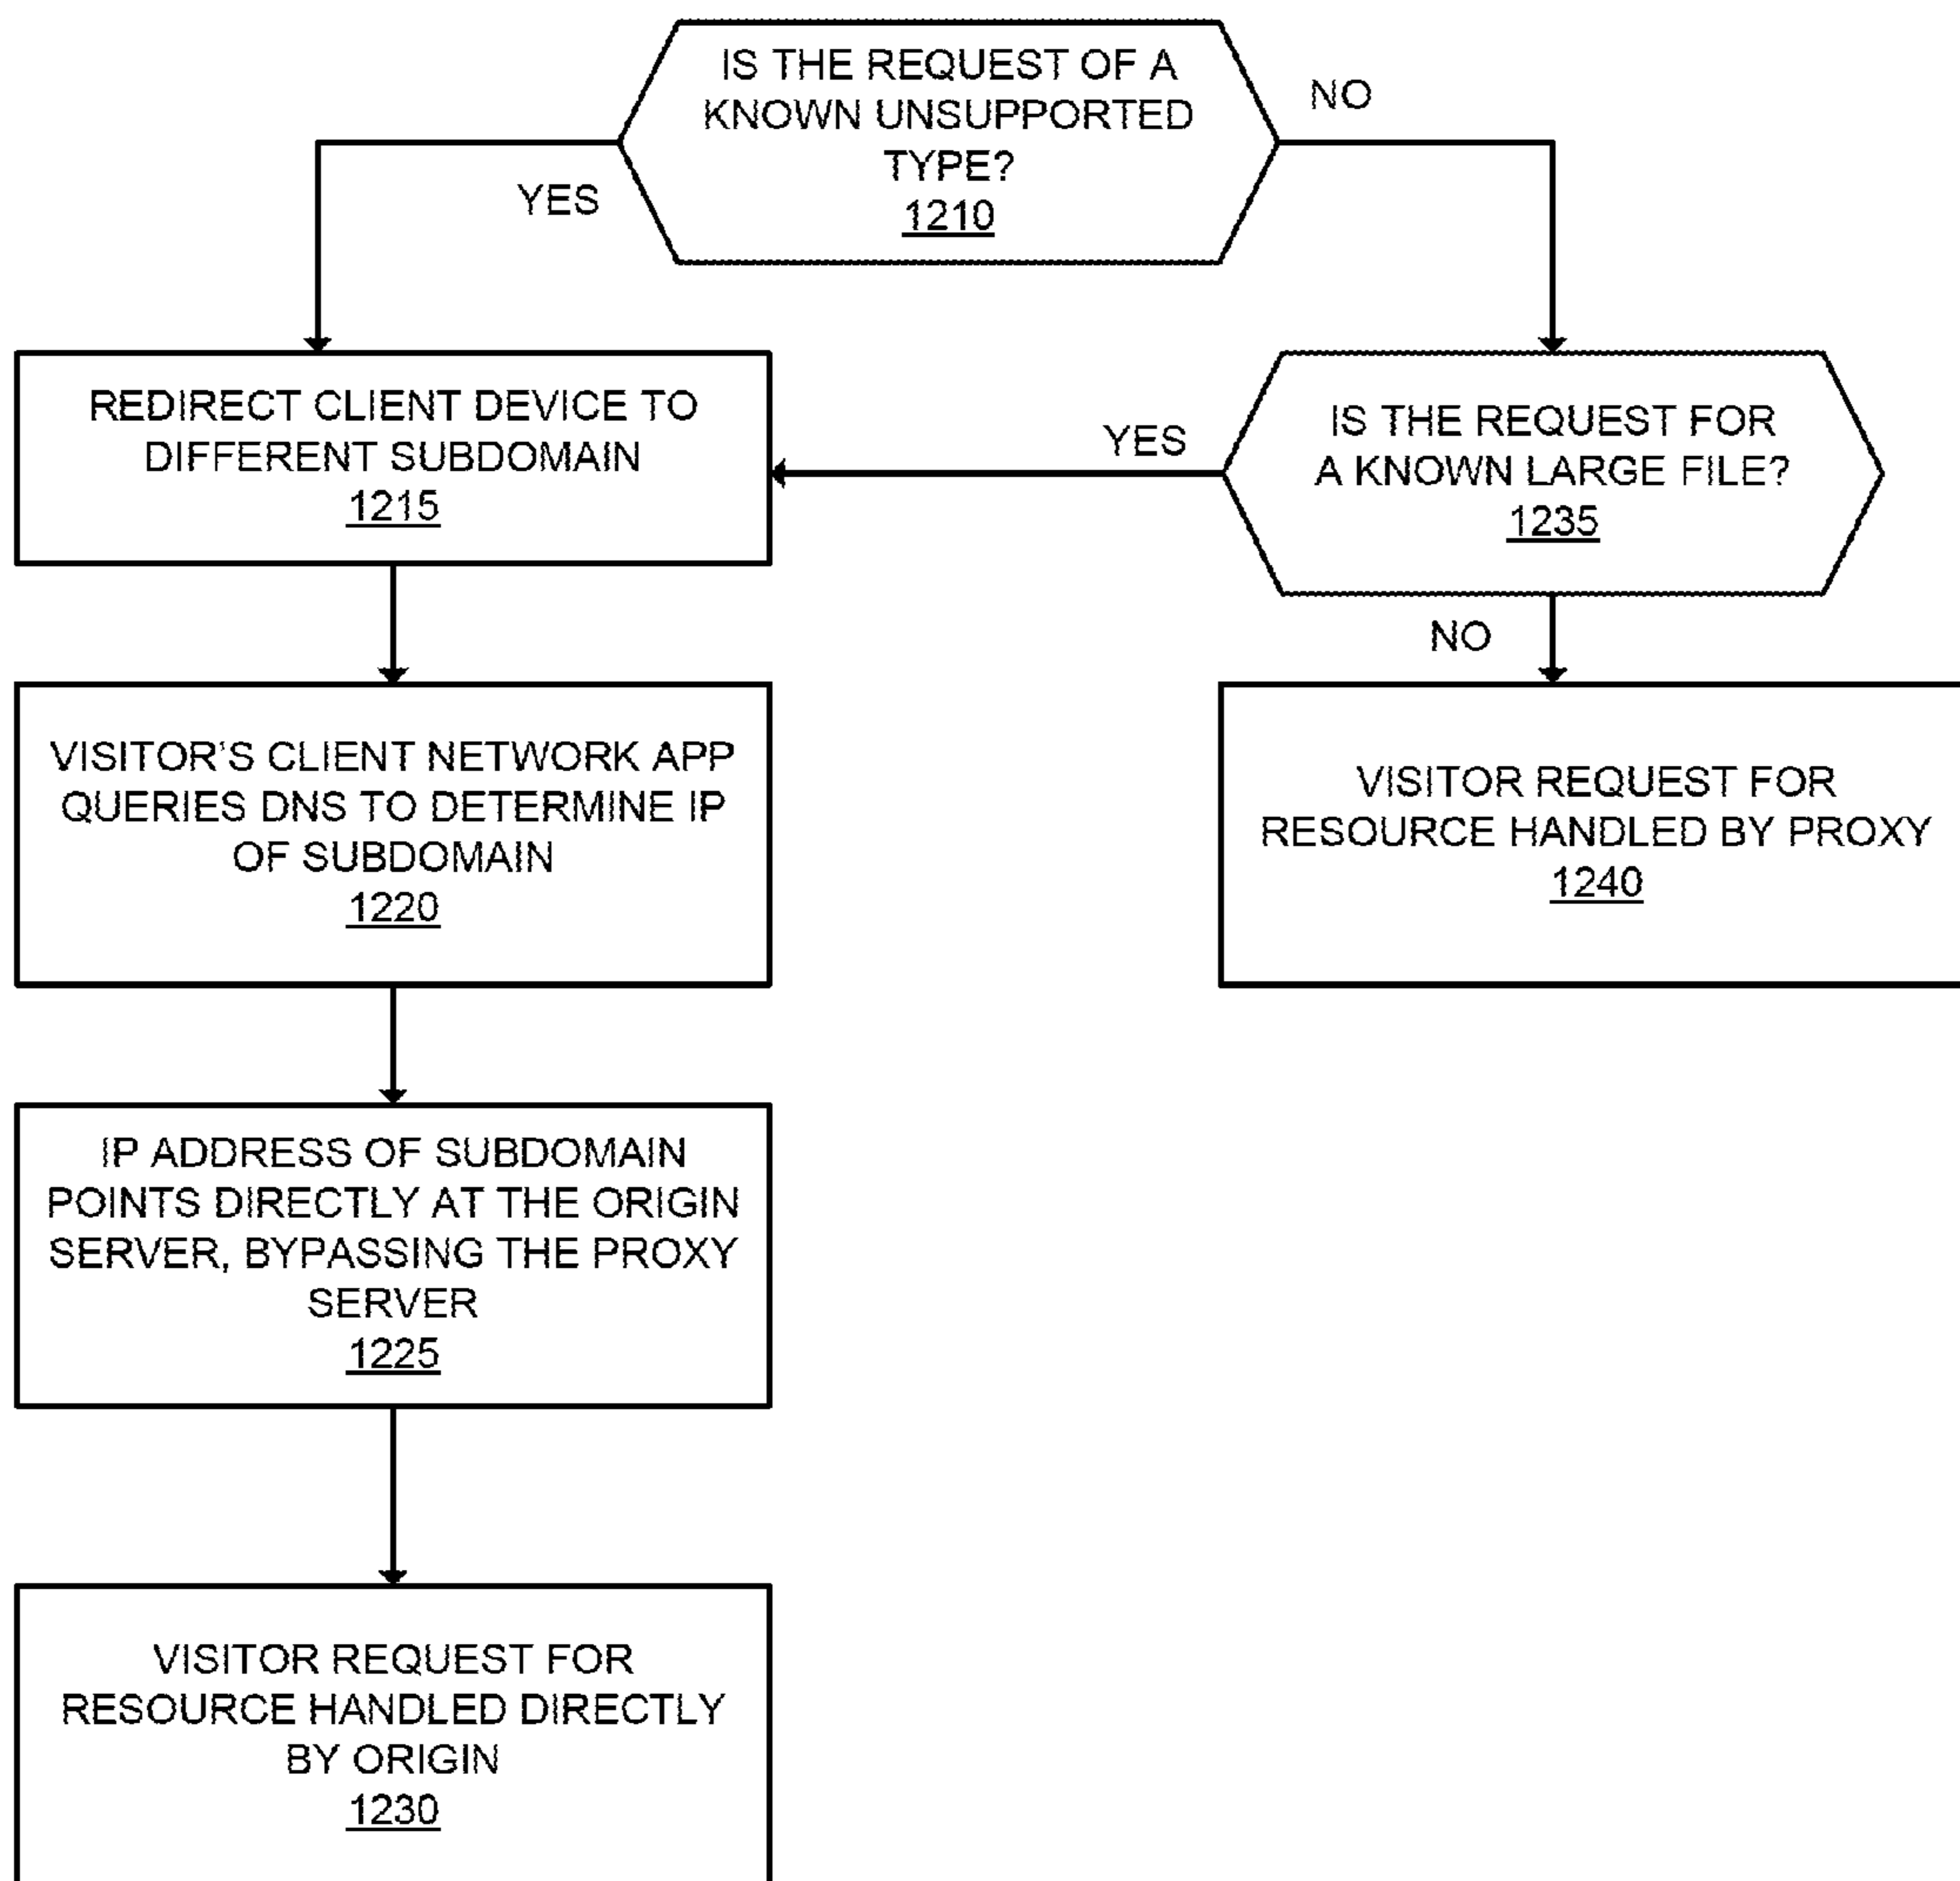 IS THE REQUEST OF A
KNOWN UNSUPPORTED
TYPE?
1210
NO
YES
REDIRECT CLIENT DEVICE TO
DIFFERENT SUBDOMAIN
1215
YES
IS THE REQUEST FOR
A KNOWN LARGE FILE?
1235
NO
VISITOR'S CLIENT NETWORK APP
QUERIES DNS TO DETERMINE IP
OF SUBDOMAIN
1220
VISITOR REQUEST FOR
RESOURCE HANDLED BY PROXY
1240
IP ADDRESS OF SUBDOMAIN
POINTS DIRECTLY AT THE ORIGIN
SERVER, BYPASSING THE PROXY
SERVER
1225
VISITOR REQUEST FOR
RESOURCE HANDLED DIRECTLY
BY ORIGIN
1230